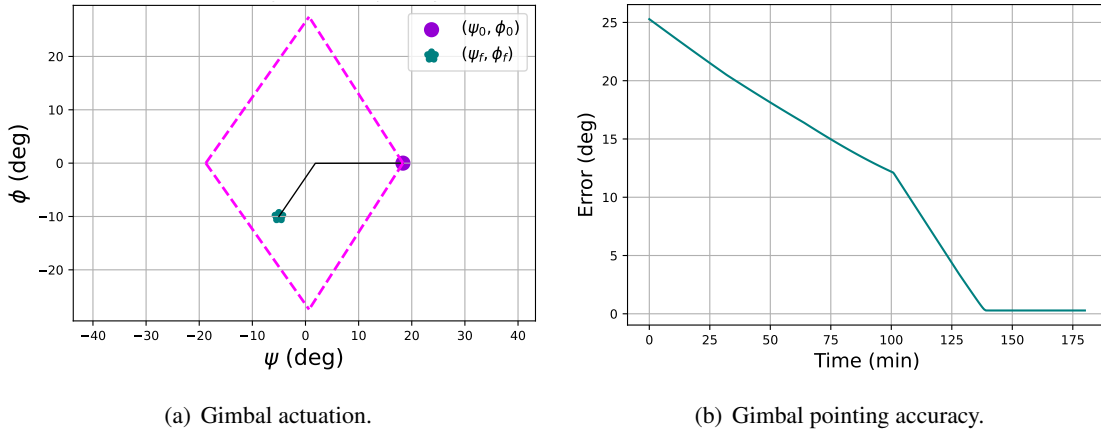 (ψ₀, ϕ₀)
(ψf, ϕf)
20
10
0
−10
−20
ϕ (deg)
−40 −30 −20 −10 0 10 20 30 40
ψ (deg)
(a) Gimbal actuation.
25
20
15
10
5
0
Error (deg)
0 25 50 75 100 125 150 175
Time (min)
(b) Gimbal pointing accuracy.